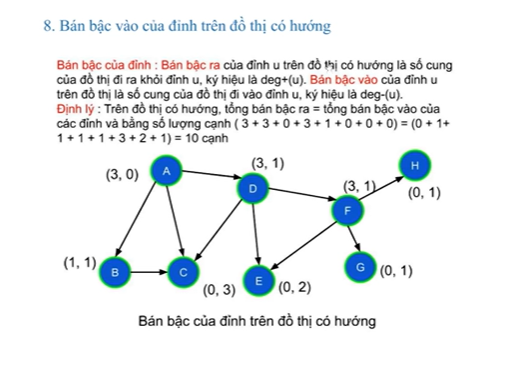 8. Bán bậc vào của đỉnh trên đồ thị có hướng
Bán bậc của đỉnh : Bán bậc ra của đỉnh u trên đồ thị có hướng là số cung
của đồ thị đi ra khỏi đỉnh u, ký hiệu là deg+(u). Bán bậc vào của đỉnh u
trên đồ thị là số cung của đồ thị đi vào đỉnh u, ký hiệu là deg-(u).
Định lý : Trên đồ thị có hướng, tổng bán bậc ra = tổng bán bậc vào của
các đỉnh và bằng số lượng cạnh ( 3 + 3 + 0 + 3 + 1 + 0 + 0 + 0) = (0 + 1+
1 + 1 + 1 + 3 + 2 + 1) = 10 cạnh
(3, 0) A (3, 1) H
D (3, 1) (0, 1)
F
(1, 1) B C (0, 3) E (0, 2) G (0, 1)
Bán bậc của đỉnh trên đồ thị có hướng